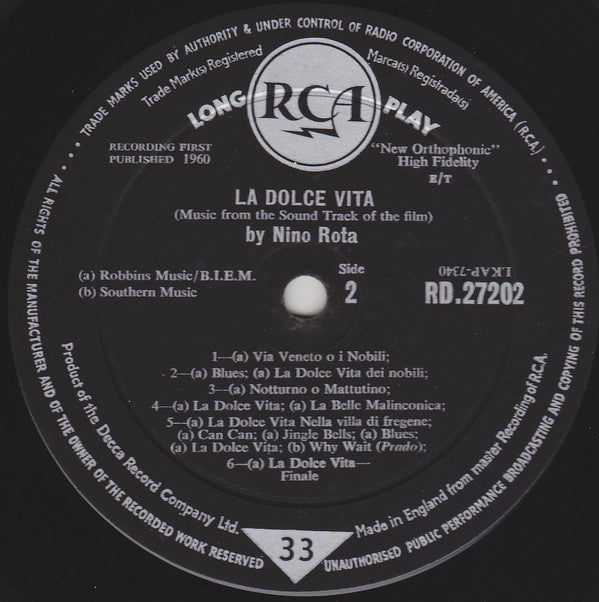 TRADE MARKS USED BY AUTHORITY & UNDER CONTROL OF RADIO CORPORATION OF AMERICA (R.C.A.)
Trade Mark(s) Registered
Marca(s) Registrada(s)
LONG RCA PLAY
RECORDING FIRST
PUBLISHED 1960
"New Orthophonic"
High Fidelity
E/T
LA DOLCE VITA
(Music from the Sound Track of the film)
by Nino Rota
(a) Robbins Music/B.I.E.M.
(b) Southern Music
Side
2
LKAP-7340
RD.27202
1—(a) Via Veneto o i Nobili;
2—(a) Blues; (a) La Dolce Vita dei nobili;
3—(a) Notturno o Mattutino;
4—(a) La Dolce Vita; (a) La Belle Malinconica;
5—(a) La Dolce Vita Nella villa di fregene;
(a) Can Can; (a) Jingle Bells; (a) Blues;
(a) La Dolce Vita; (b) Why Wait (Prado);
6—(a) La Dolce Vita—
Finale
Product of the Decca Record Company Ltd.
Made in England from master Recording of R.C.A.
33
ALL RIGHTS OF THE MANUFACTURER AND OF THE OWNER OF THE RECORDED WORK RESERVED
UNAUTHORISED PUBLIC PERFORMANCE BROADCASTING AND COPYING OF THIS RECORD PROHIBITED